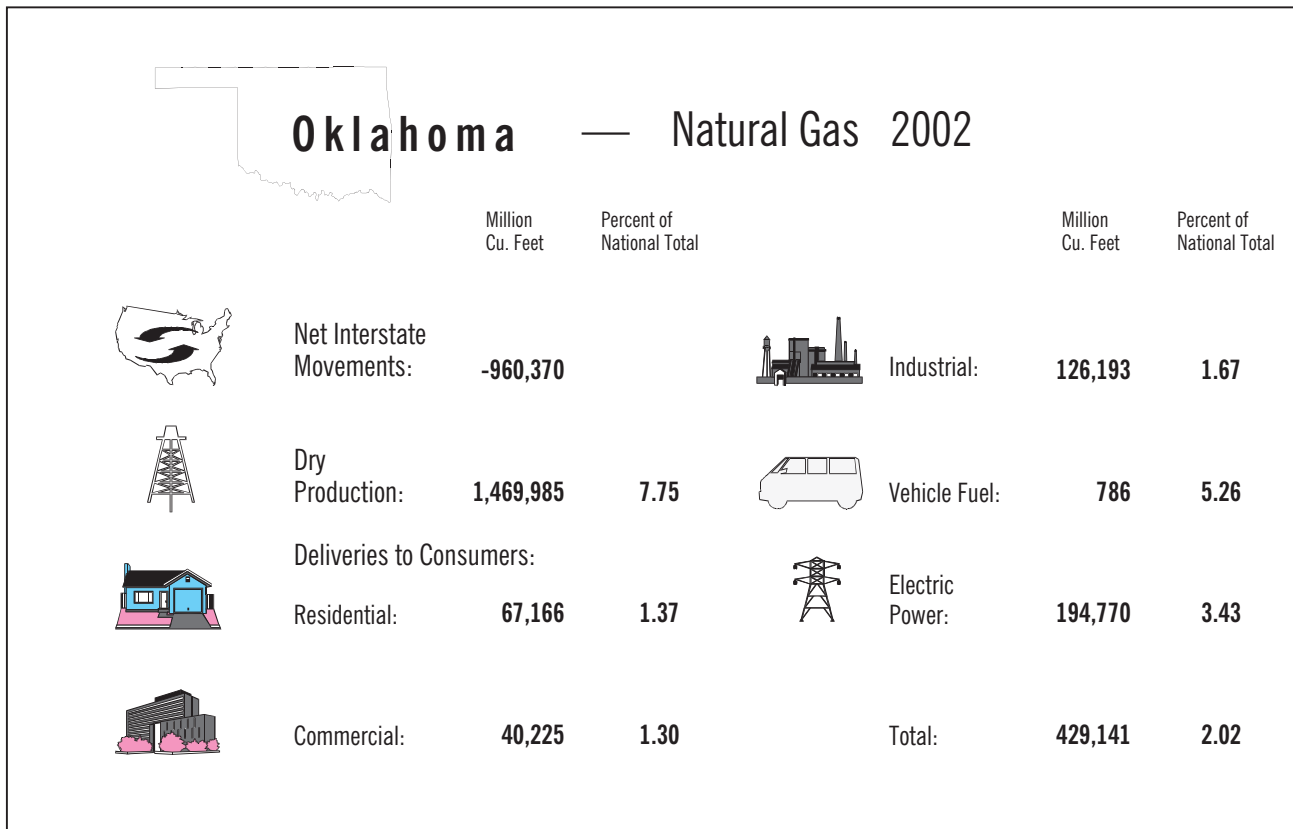 Oklahoma — Natural Gas 2002
Million
Cu. Feet
Percent of
National Total
Million
Cu. Feet
Percent of
National Total
Net Interstate
Movements: -960,370
Dry
Production: 1,469,985 7.75
Deliveries to Consumers:
Residential: 67,166 1.37
Commercial: 40,225 1.30
Industrial: 126,193 1.67
Vehicle Fuel: 786 5.26
Electric
Power: 194,770 3.43
Total: 429,141 2.02